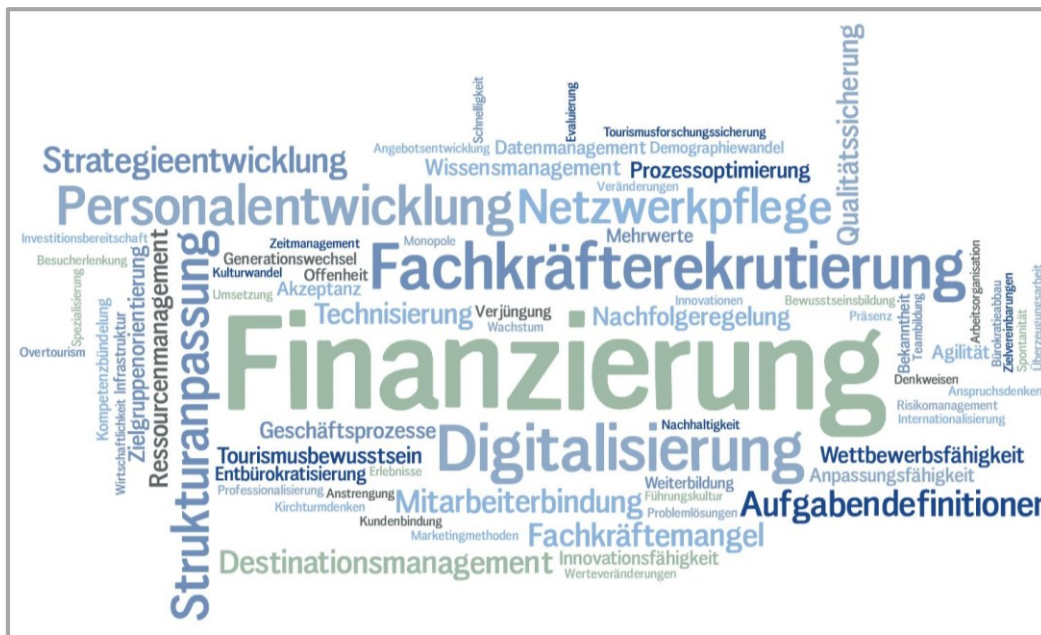 Qualitätssicherung
Schnelligkeit
Evaluierung
Tourismusforschungssicherung
Angebotsentwicklung
Datenmanagement
Demographiewandel
Strategieentwicklung
Wissensmanagement
Prozessoptimierung
Veränderungen
Personalentwicklung
Netzwerkpflege
Investitionsbereitschaft
Besucherlenkung
Spezialisierung
Overtourism
Kompetenzbündelung
Wirtschaftlichkeit
Infrastruktur
Zielgruppenorientierung
Ressourcenmanagement
Strukturanpassung
Zeitmanagement
Monopole
Mehrwerte
Generationswechsel
Kulturwandel
Offenheit
Umsetzung
Akzeptanz
Fachkräfterekrutierung
Technisierung
Verjüngung
Wachstum
Innovationen
Nachfolgeregelung
Bewusstseinsbildung
Präsenz
Bekanntheit
Teambildung
Agilität
Arbeitsorganisation
Bürokratieabbau
Zielvereinbarungen
Spontanität
Überzeugungsarbeit
Finanzierung
Denkweisen
Anspruchsdenken
Risikomanagement
Internationalisierung
Geschäftsprozesse
Digitalisierung
Nachhaltigkeit
Tourismusbewusstsein
Wettbewerbsfähigkeit
Entbürokratisierung
Erlebnisse
Anpassungsfähigkeit
Professionalisierung
Anstrengung
Weiterbildung
Führungskultur
Kirchturmdenken
Mitarbeiterbindung
Problemlösungen
Aufgabendefinitionen
Kundenbindung
Marketingmethoden
Fachkräftemangel
Destinationsmanagement
Innovationsfähigkeit
Werteveränderungen